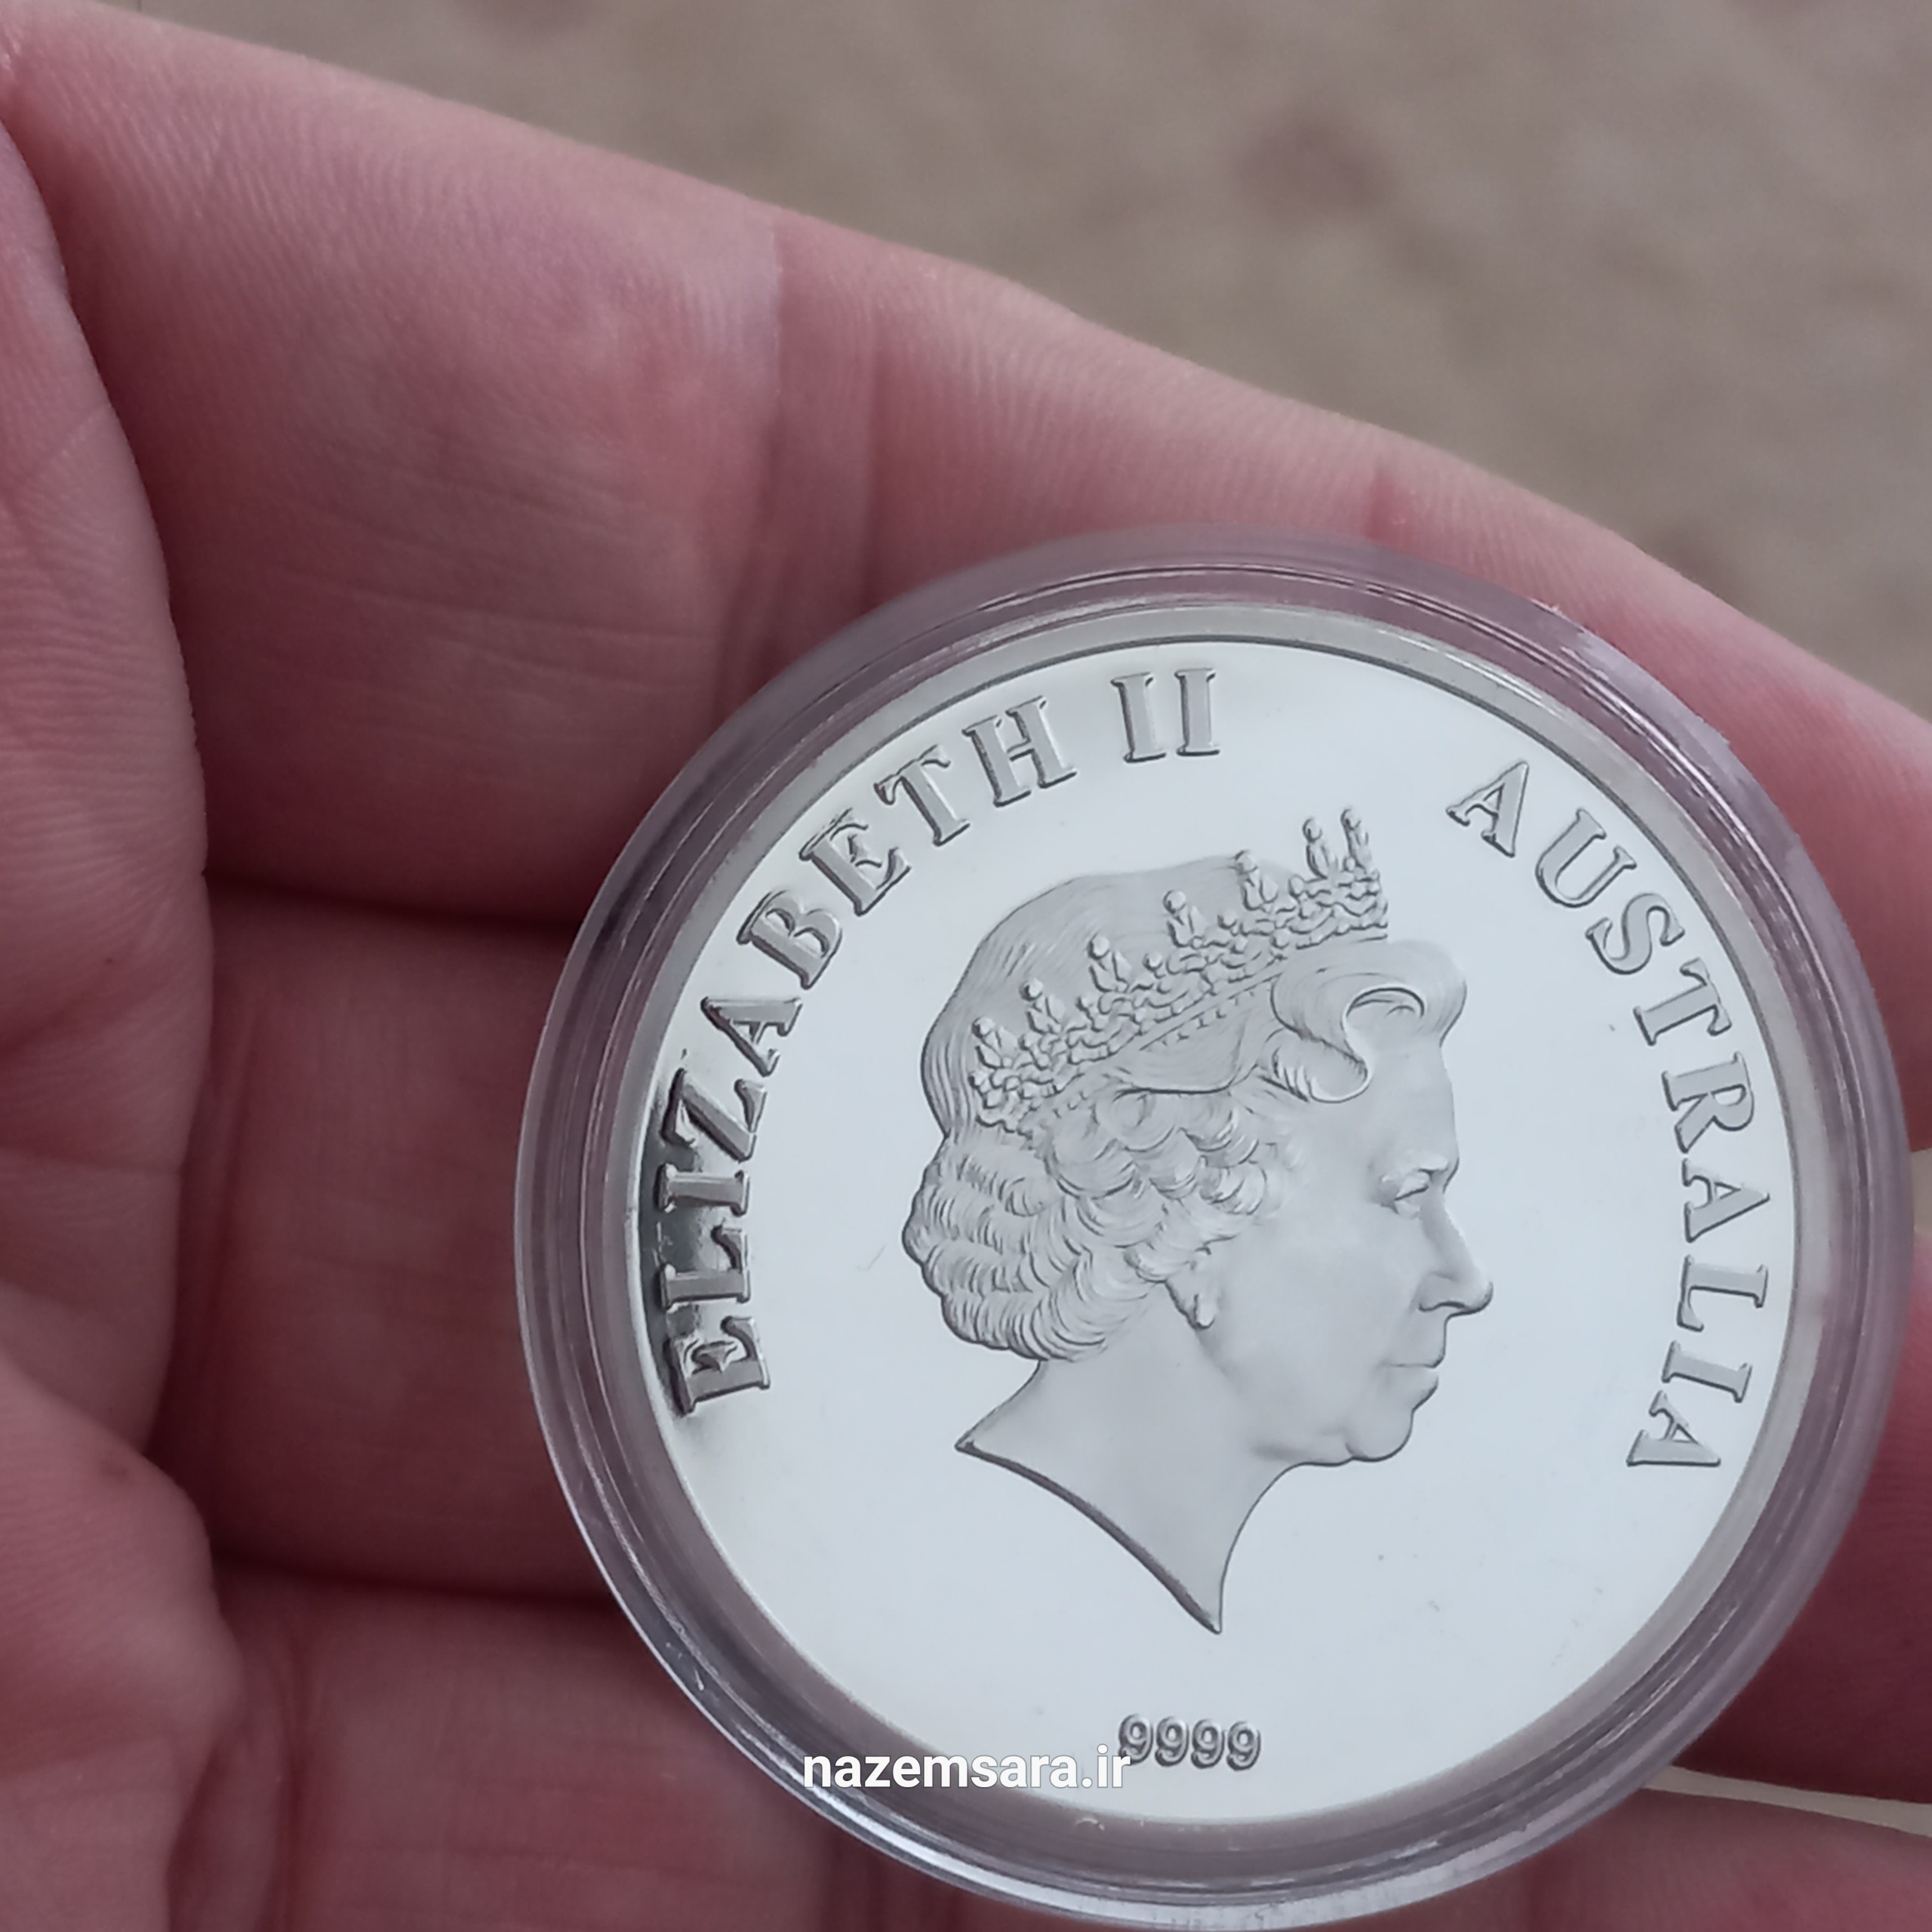 ELIZABETH II AUSTRALIA
9999
nazemsara.ir